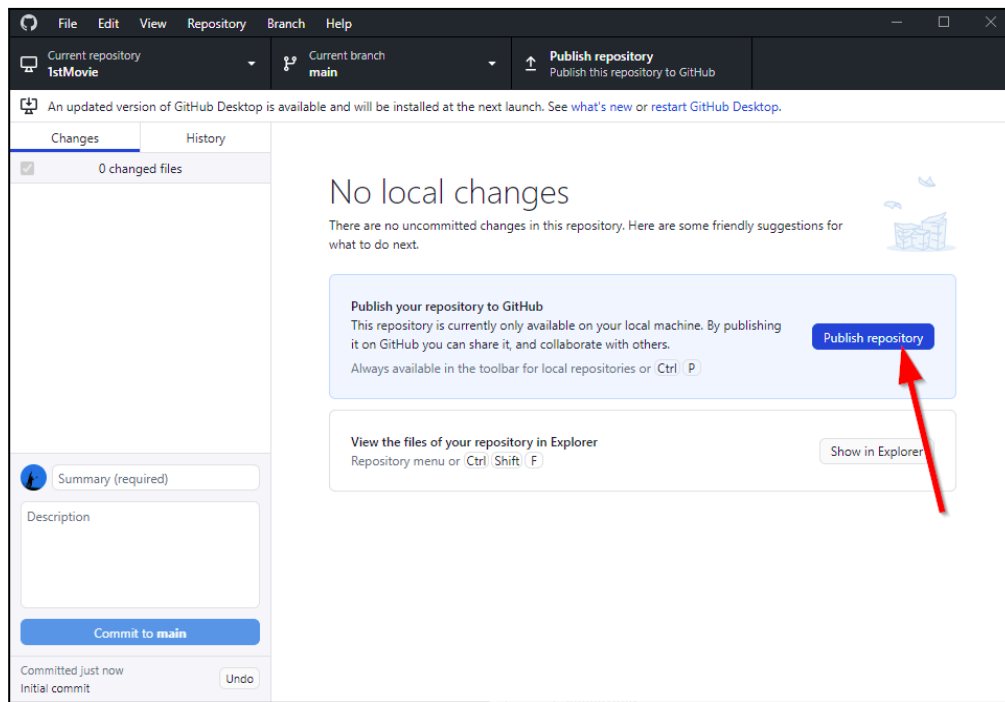 File Edit View Repository Branch Help
Current repository
1stMovie
Current branch
main
Publish repository
Publish this repository to GitHub
An updated version of GitHub Desktop is available and will be installed at the next launch. See what's new or restart GitHub Desktop.
Changes History
0 changed files
No local changes
There are no uncommitted changes in this repository. Here are some friendly suggestions for
what to do next.
Publish your repository to GitHub
This repository is currently only available on your local machine. By publishing
it on GitHub you can share it, and collaborate with others.
Always available in the toolbar for local repositories or Ctrl P
Publish repository
View the files of your repository in Explorer
Repository menu or Ctrl Shift F
Show in Explorer
Summary (required)
Description
Commit to main
Committed just now
Initial commit
Undo